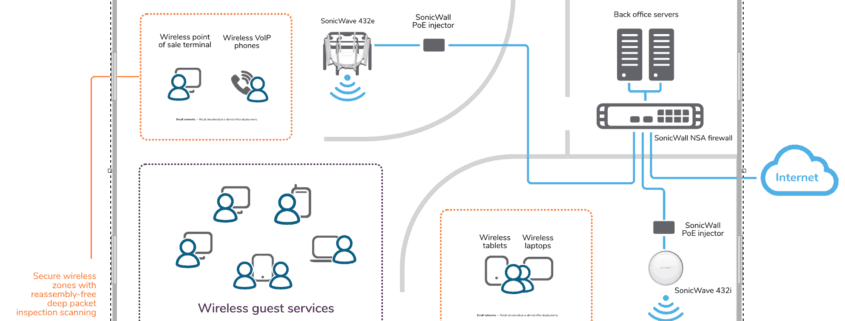 SonicWall
PoE injector
Back office servers
SonicWave 432e
Wireless point
of sale terminal
Wireless VoIP
phones
SonicWall NSA firewall
Internet
SonicWall
PoE injector
Wireless
tablets
Wireless
laptops
SonicWave 432i
Secure wireless
zones with
reassembly-free
deep packet
inspection scanning
Wireless guest services